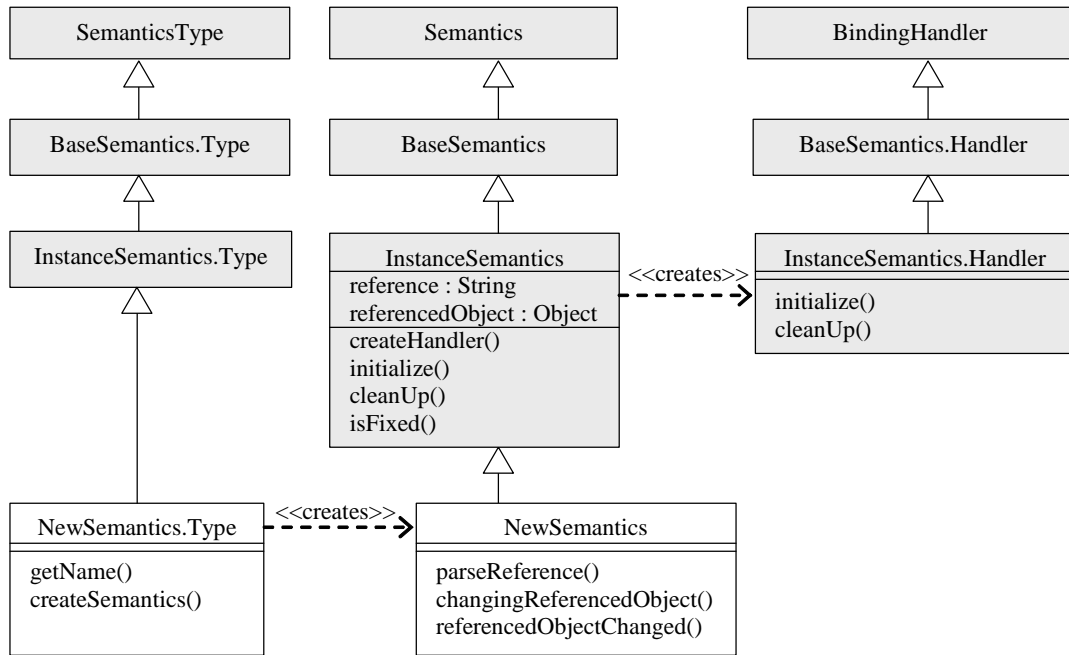 SemanticsType
Semantics
BindingHandler
BaseSemantics.Type
BaseSemantics
BaseSemantics.Handler
InstanceSemantics.Type
InstanceSemantics
reference : String
referencedObject : Object
createHandler()
initialize()
cleanUp()
isFixed()
<<creates>>
InstanceSemantics.Handler
initialize()
cleanUp()
NewSemantics.Type
getName()
createSemantics()
<<creates>>
NewSemantics
parseReference()
changingReferencedObject()
referencedObjectChanged()